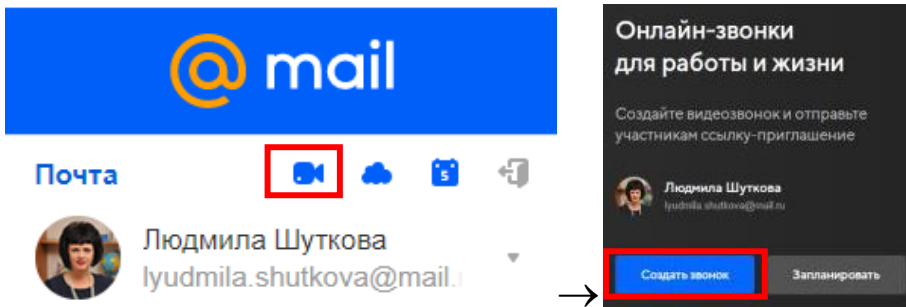 @ mail
Почта
5
Людмила Шуткова
lyudmila.shutkova@mail.
→
Онлайн-звонки
для работы и жизни
Создайте видеозвонок и отправьте
участникам ссылку-приглашение
Людмила Шуткова
lyudmila.shutkova@mail.ru
Создать звонок
Запланировать